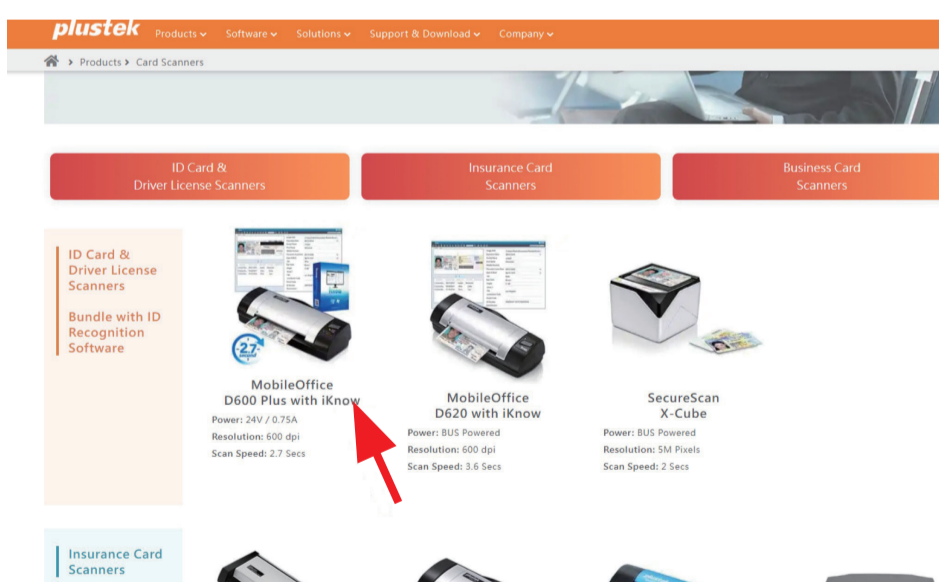 plustek Products Software Solutions Support & Download Company
Products Card Scanners
ID Card &
Driver License Scanners
Insurance Card
Scanners
Business Card
Scanners
ID Card &
Driver License
Scanners
Bundle with ID
Recognition
Software
2.7
MobileOffice
D600 Plus with iKnow
Power: 24V / 0.75A
Resolution: 600 dpi
Scan Speed: 2.7 Secs
MobileOffice
D620 with iKnow
Power: BUS Powered
Resolution: 600 dpi
Scan Speed: 3.6 Secs
SecureScan
X-Cube
Power: BUS Powered
Resolution: 5M Pixels
Scan Speed: 2 Secs
Insurance Card
Scanners
plustek